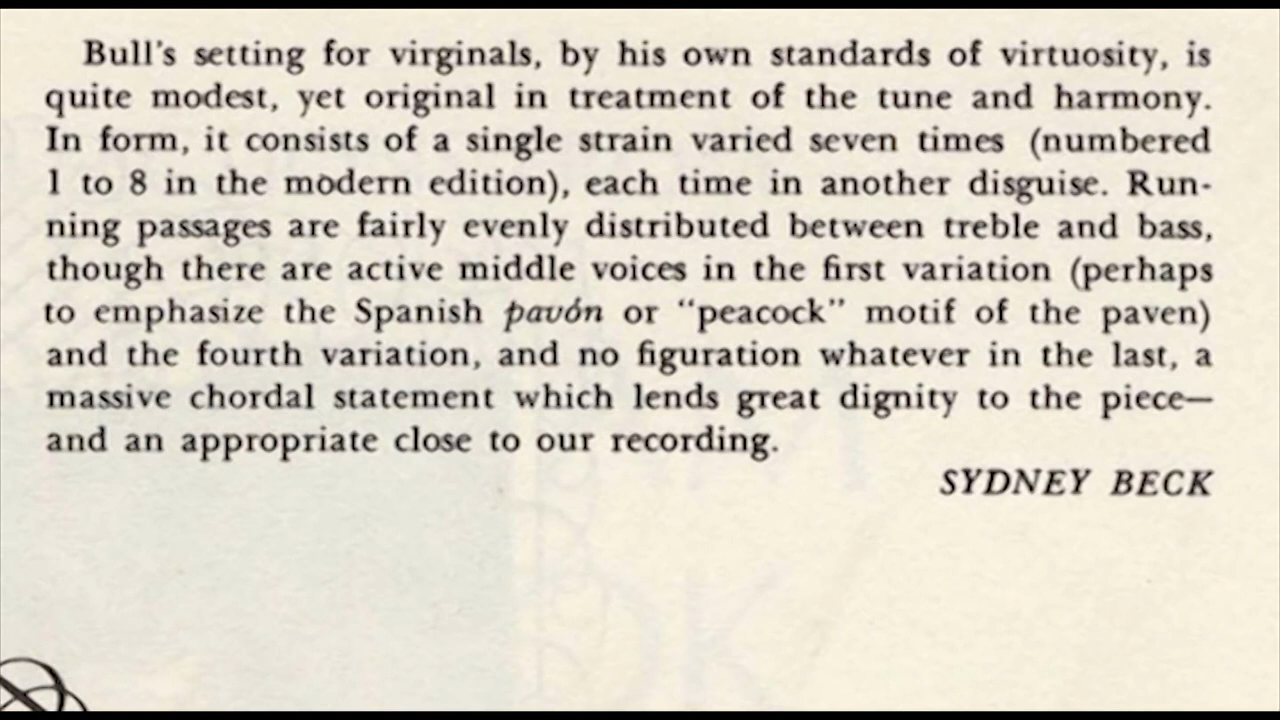 Bull's setting for virginals, by his own standards of virtuosity, is
quite modest, yet original in treatment of the tune and harmony.
In form, it consists of a single strain varied seven times (numbered
1 to 8 in the modern edition), each time in another disguise. Run-
ning passages are fairly evenly distributed between treble and bass,
though there are active middle voices in the first variation (perhaps
to emphasize the Spanish pavón or “peacock” motif of the paven)
and the fourth variation, and no figuration whatever in the last, a
massive chordal statement which lends great dignity to the piece—
and an appropriate close to our recording.
SYDNEY BECK